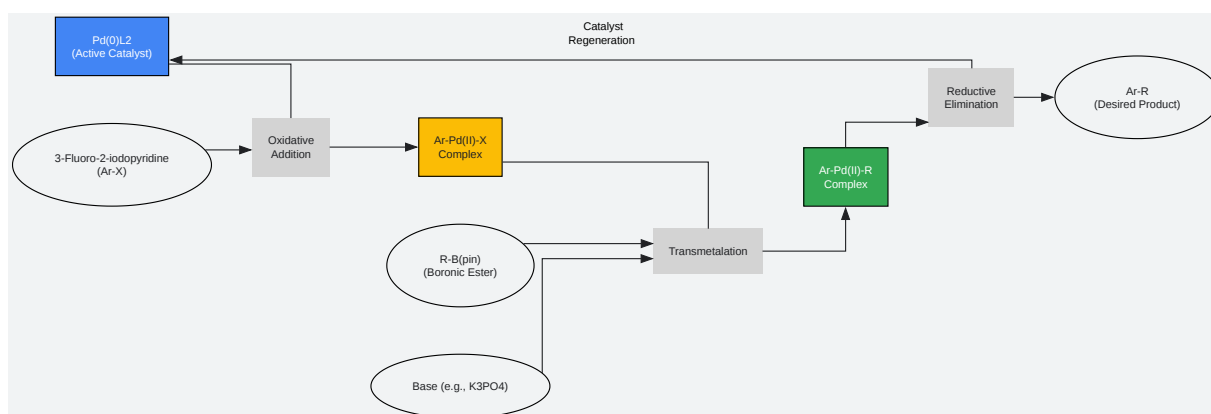 Pd(0)L2
(Active Catalyst)
Catalyst
Regeneration
Reductive
Elimination
Ar-R
(Desired Product)
Oxidative
Addition
Ar-Pd(II)-X
Complex
3-Fluoro-2-iodopyridine
(Ar-X)
Ar-Pd(II)-R
Complex
R-B(pin)
(Boronic Ester)
Transmetalation
Base (e.g., K3PO4)